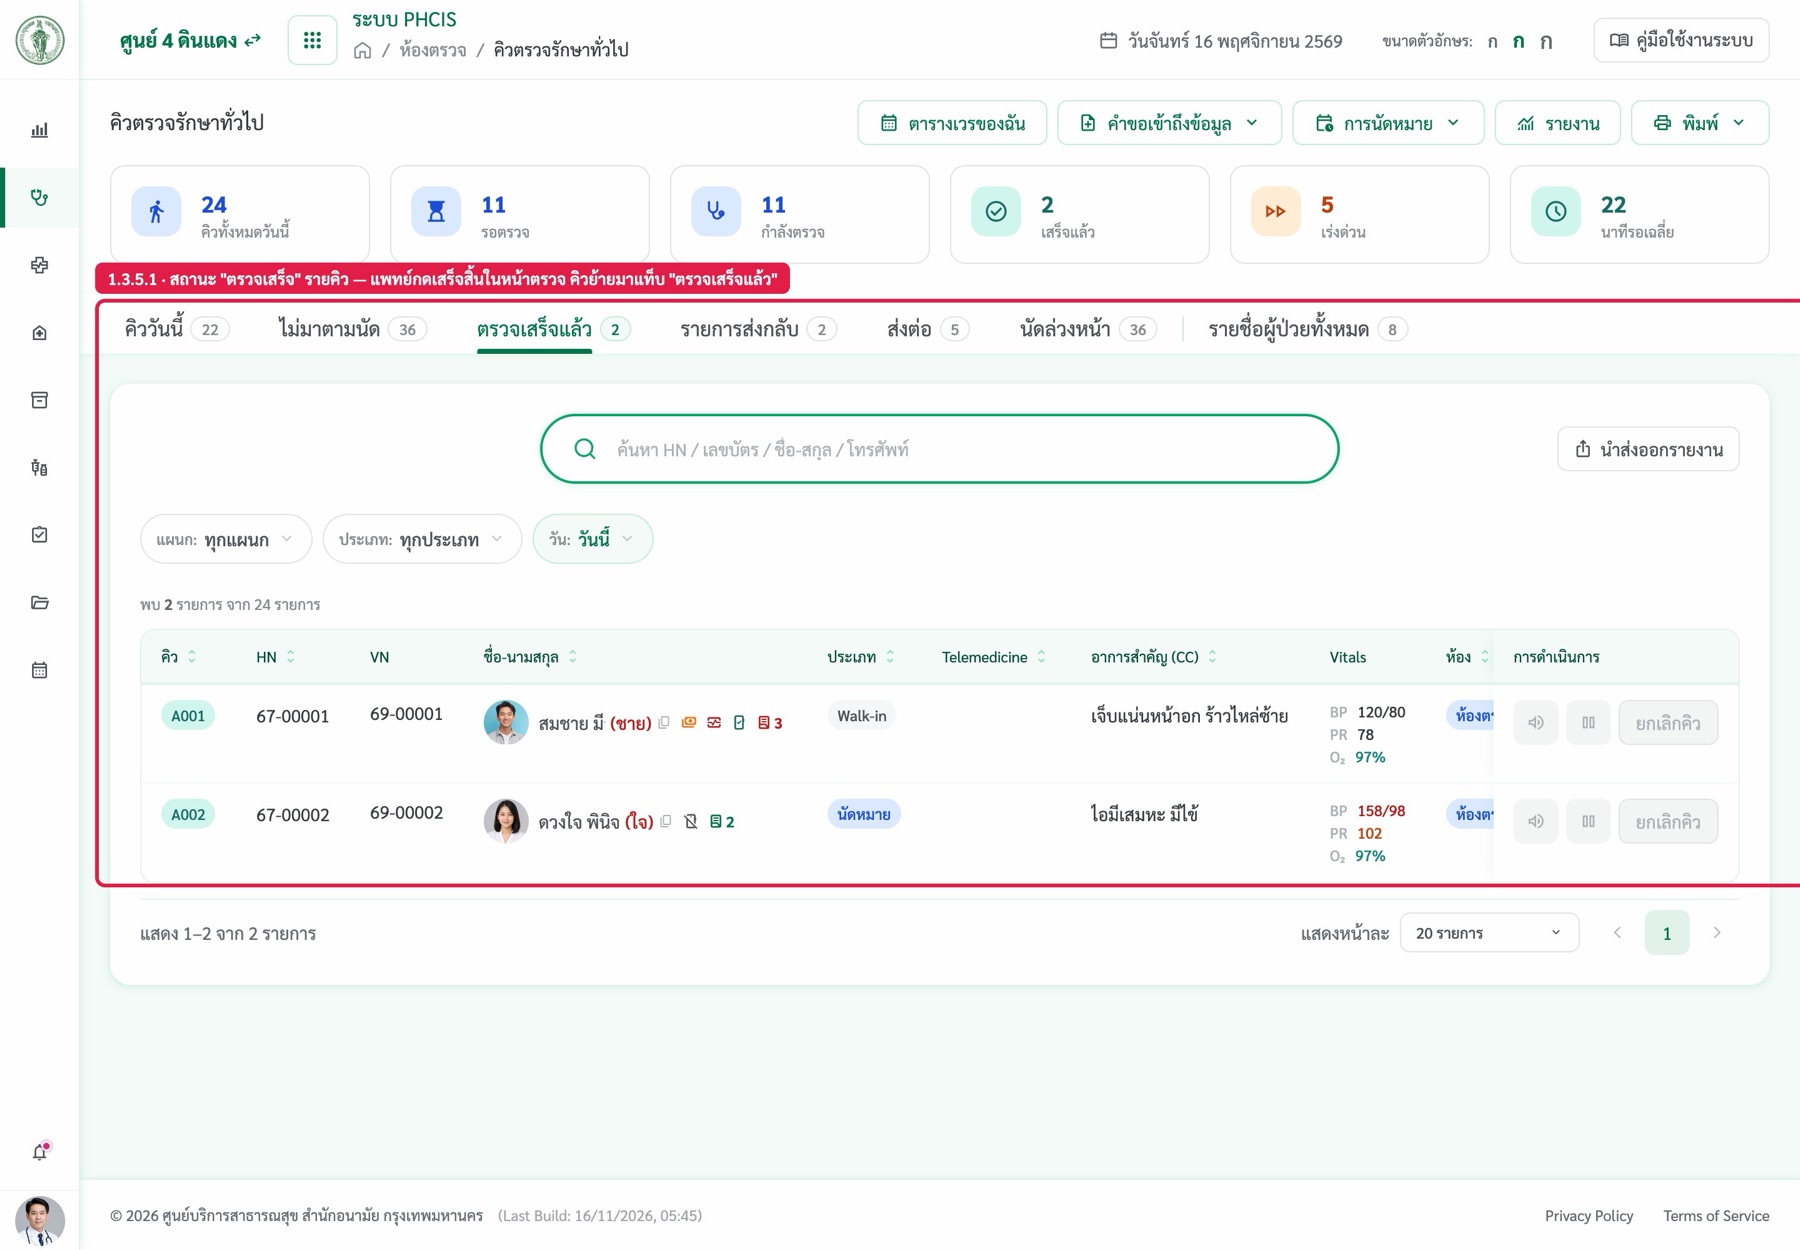 ศูนย์ 4 ดินแดง
ระบบ PHCIS
/ ห้องตรวจ / คิวตรวจรักษาทั่วไป
วันจันทร์ 16 พฤศจิกายน 2569
ขนาดตัวอักษร: ก ก ก
คู่มือใช้งานระบบ
คิวตรวจรักษาทั่วไป
ตารางเวรของฉัน
คำขอเข้าถึงข้อมูล
การนัดหมาย
รายงาน
พิมพ์
24
คิวทั้งหมดวันนี้
11
รอตรวจ
11
กำลังตรวจ
2
เสร็จแล้ว
5
เร่งด่วน
22
นาทีรอเฉลี่ย
1.3.5.1 · สถานะ "ตรวจเสร็จ" รายคิว — แพทย์กดเสร็จสิ้นในหน้าตรวจ คิวย้ายมาแท็บ "ตรวจเสร็จแล้ว"
คิววันนี้ 22
ไม่มาตามนัด 36
ตรวจเสร็จแล้ว 2
รายการส่งกลับ 2
ส่งต่อ 5
นัดล่วงหน้า 36
รายชื่อผู้ป่วยทั้งหมด 8
ค้นหา HN / เลขบัตร / ชื่อ-สกุล / โทรศัพท์
นำส่งออกรายงาน
แผนก: ทุกแผนก
ประเภท: ทุกประเภท
วัน: วันนี้
พบ 2 รายการ จาก 24 รายการ
คิว HN VN ชื่อ-นามสกุล ประเภท Telemedicine อาการสำคัญ (CC) Vitals ห้อง การดำเนินการ
A001 67-00001 69-00001 สมชาย มี (ชาย) 3 Walk-in เจ็บแน่นหน้าอก ร้าวไหล่ซ้าย BP 120/80 ห้องตร ยกเลิกคิว
PR 78
O₂ 97%
A002 67-00002 69-00002 ดวงใจ พินิจ (ใจ) 2 นัดหมาย ไอมีเสมหะ มีไข้ BP 158/98 ห้องตร ยกเลิกคิว
PR 102
O₂ 97%
แสดง 1–2 จาก 2 รายการ
แสดงหน้าละ 20 รายการ 1
© 2026 ศูนย์บริการสาธารณสุข สำนักอนามัย กรุงเทพมหานคร (Last Build: 16/11/2026, 05:45)
Privacy Policy
Terms of Service